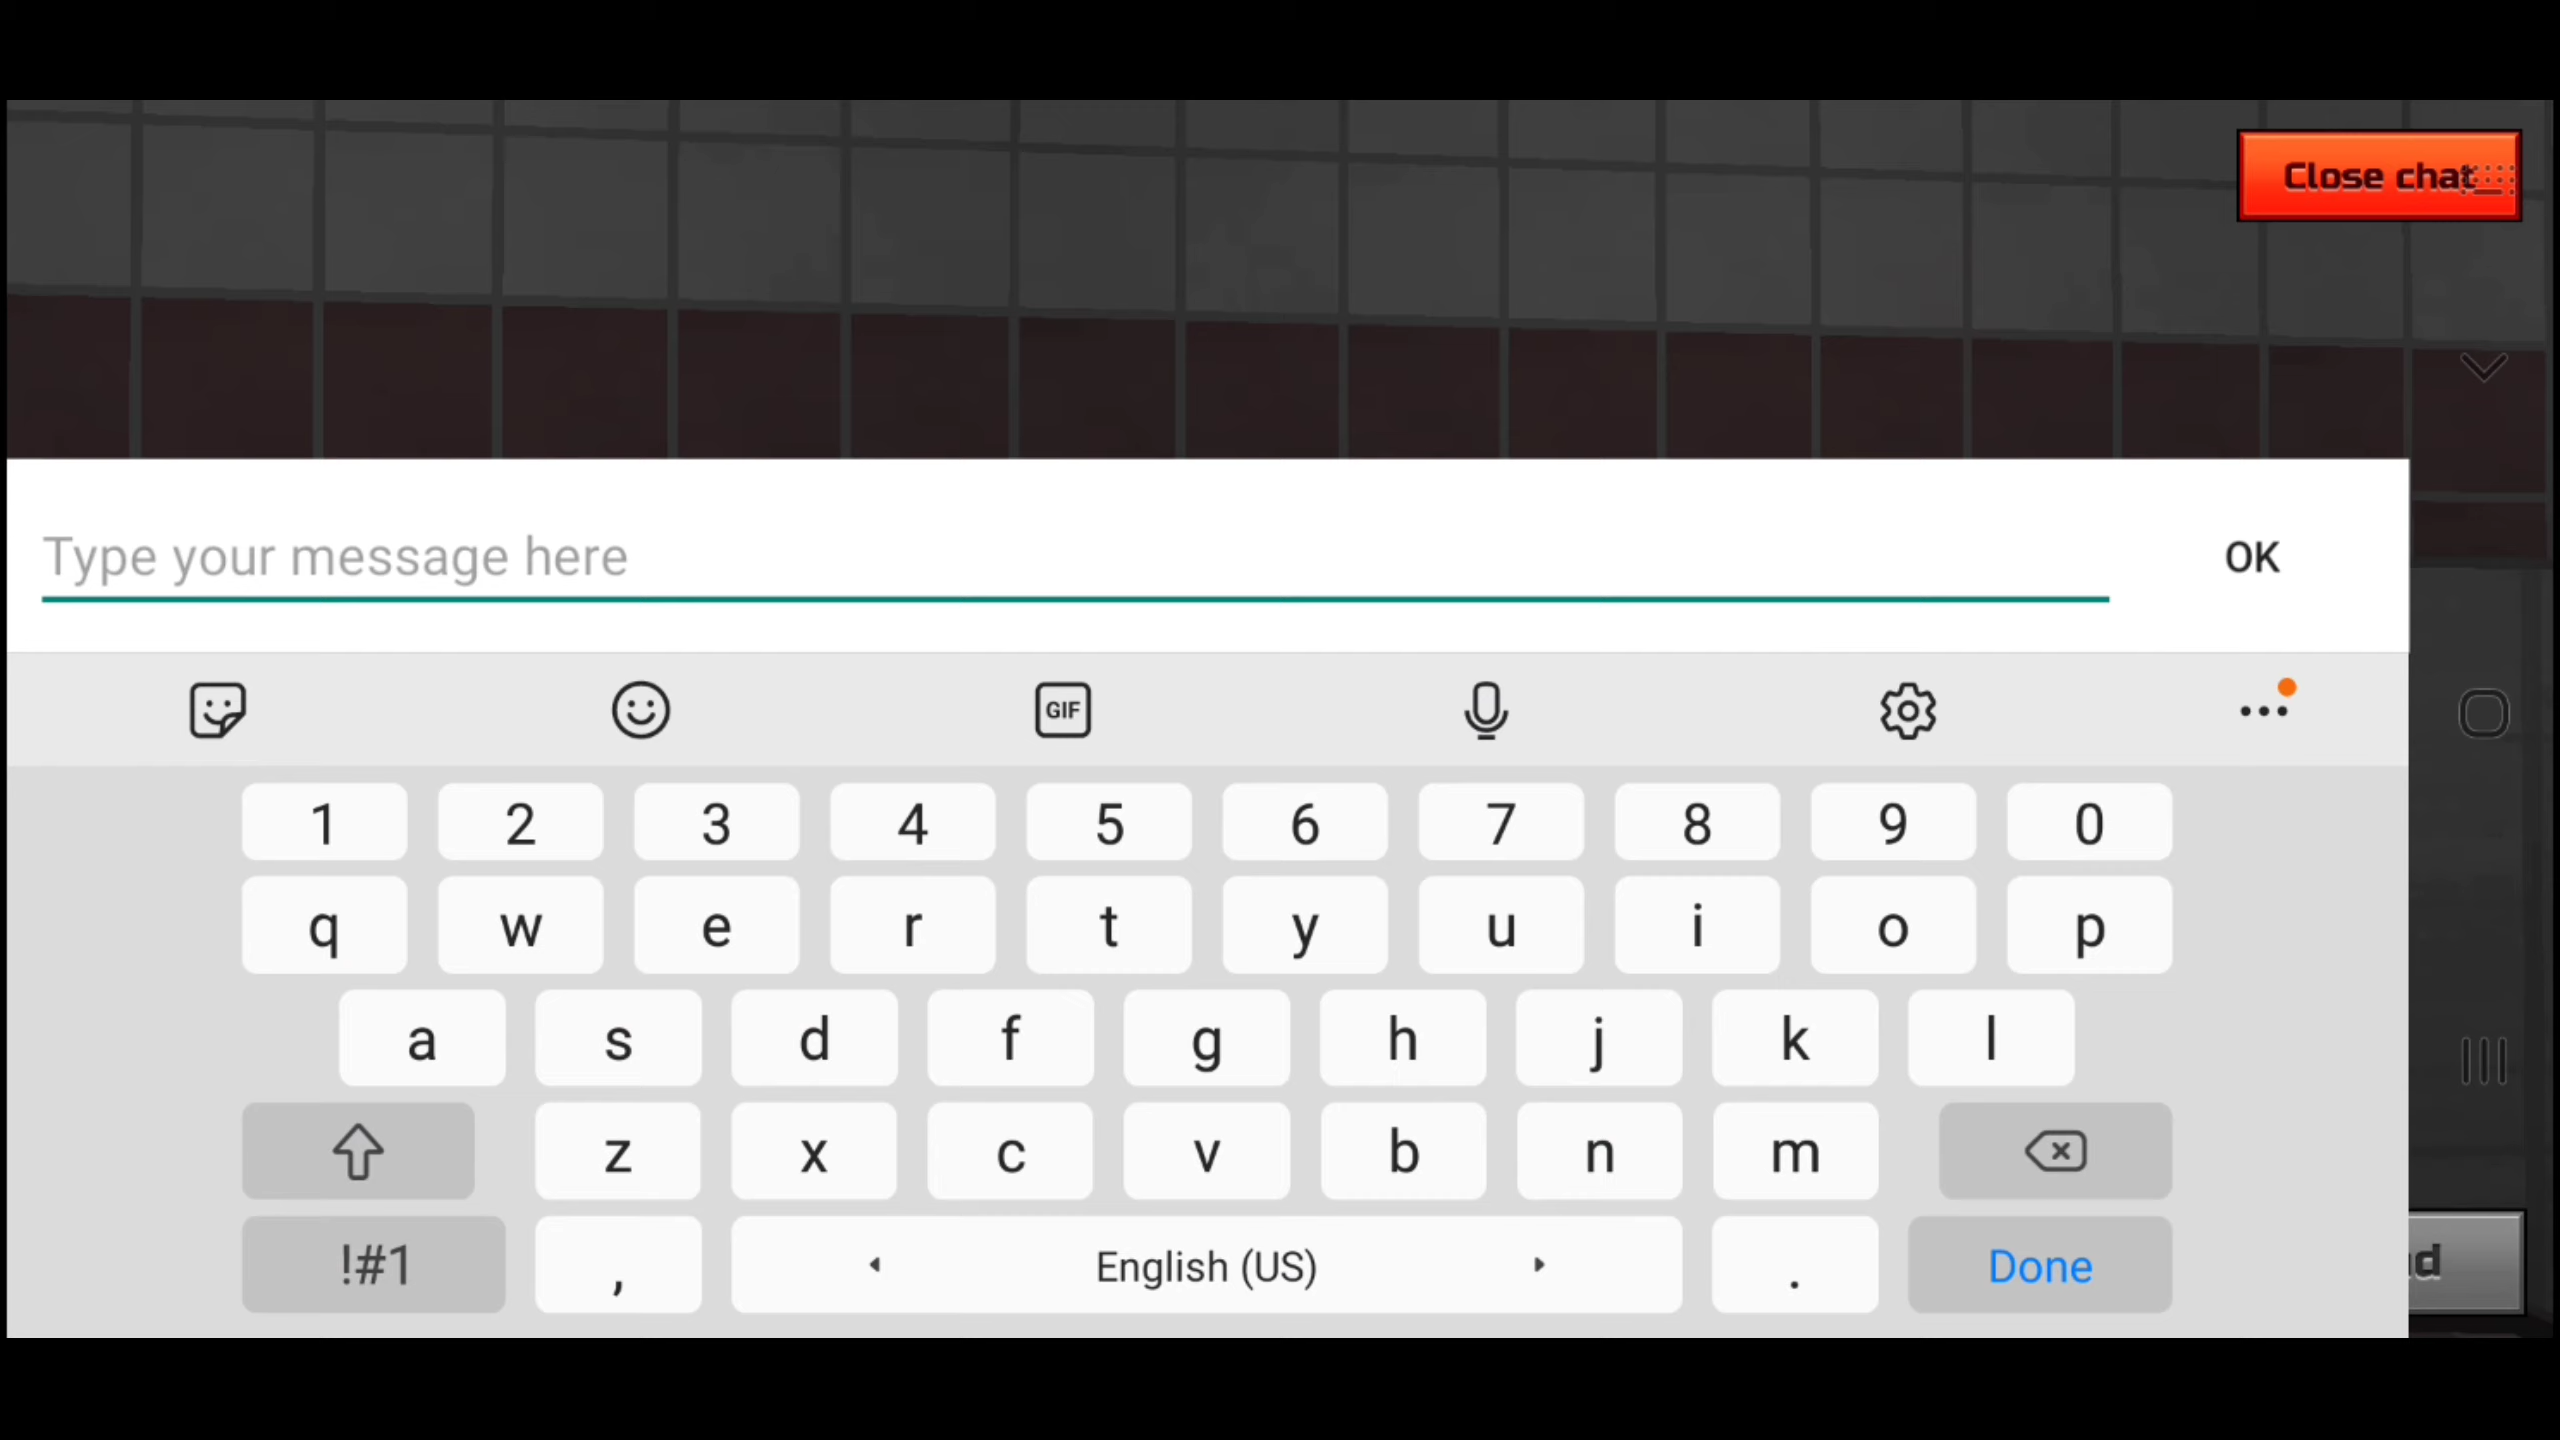 Close chat
Type your message here
OK
GIF
1 2 3 4 5 6 7 8 9 0
q w e r t y u i o p
a s d f g h j k l
z x c v b n m
!#1 , English (US) . Done